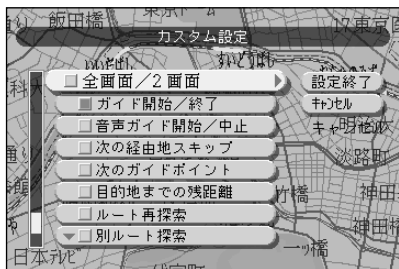 飯田橋
東京ドーム
カスタム設定
全画面／2画面
設定終了
ガイド開始／終了
キャンセル
音声ガイド開始／中止
次の経由地スキップ
淡路町
次のガイドポイント
目的地までの残距離
神田
ルート再探索
別ルート探索
日本テレビ
一ツ橋